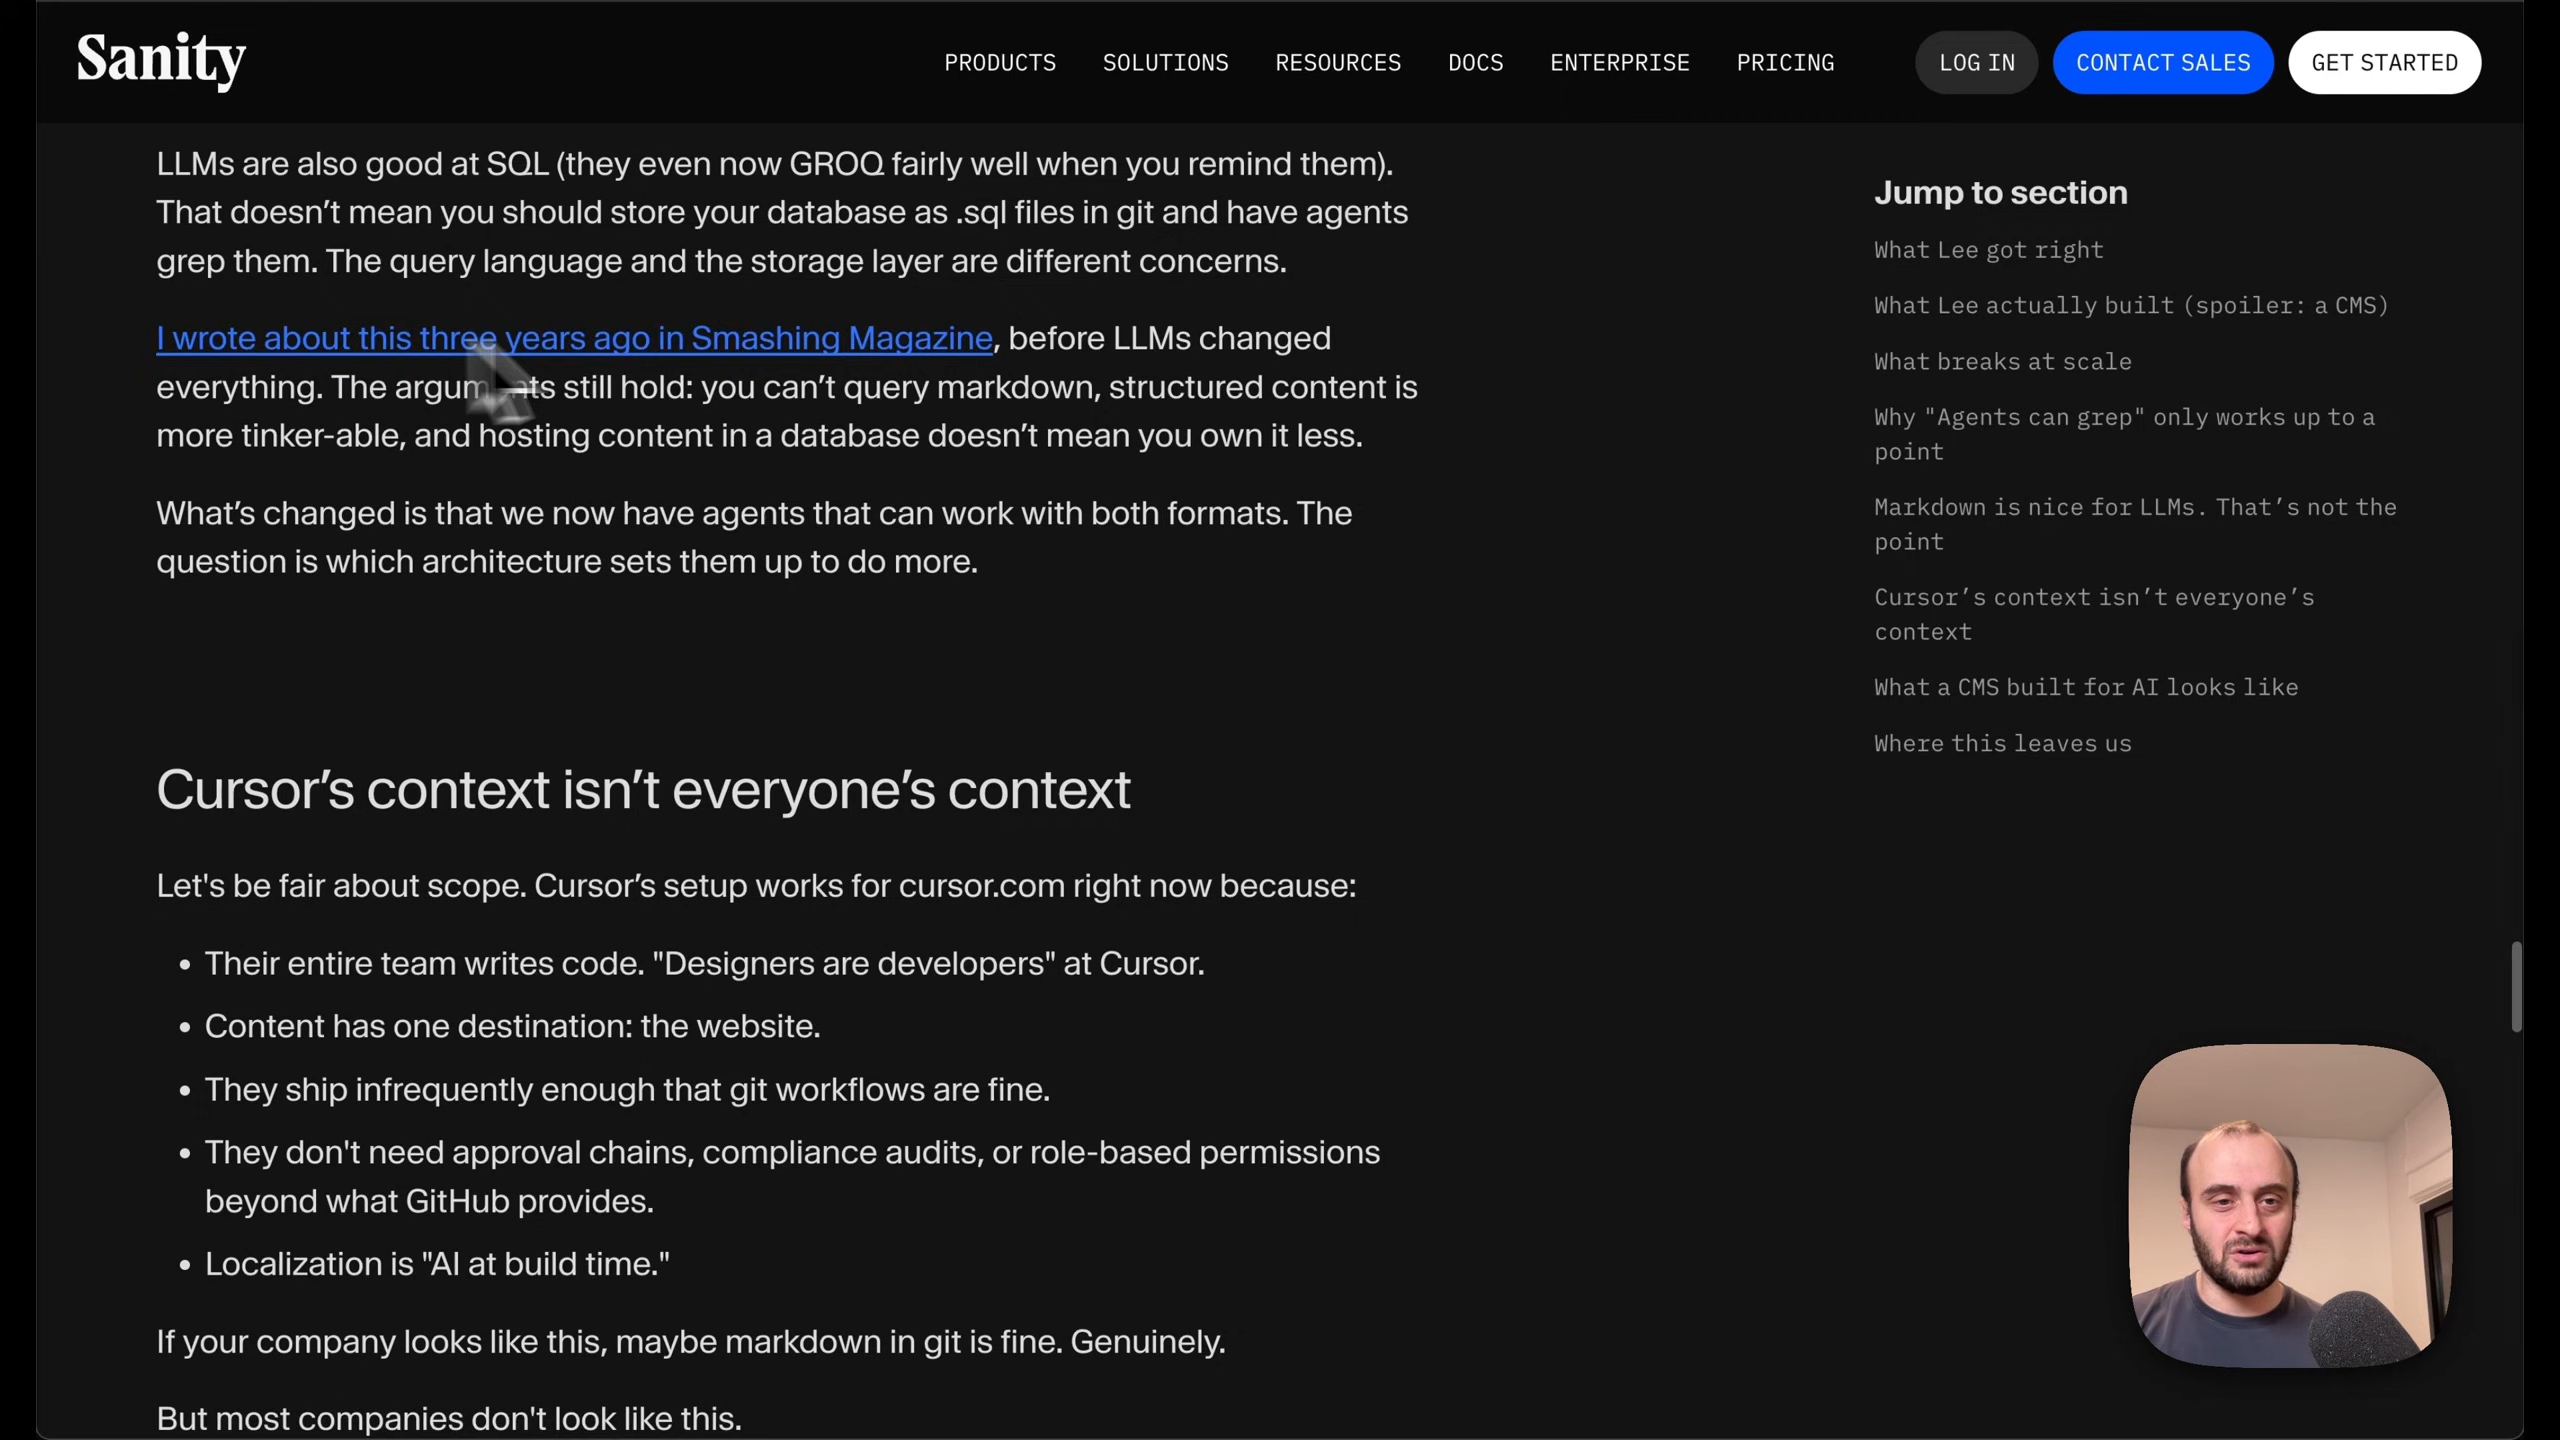 Sanity
PRODUCTS
SOLUTIONS
RESOURCES
DOCS
ENTERPRISE
PRICING
LOG IN
CONTACT SALES
GET STARTED
LLMs are also good at SQL (they even now GROQ fairly well when you remind them).
That doesn’t mean you should store your database as .sql files in git and have agents
grep them. The query language and the storage layer are different concerns.
I wrote about this three years ago in Smashing Magazine, before LLMs changed
everything. The arguments still hold: you can’t query markdown, structured content is
more tinker-able, and hosting content in a database doesn’t mean you own it less.
What’s changed is that we now have agents that can work with both formats. The
question is which architecture sets them up to do more.
Cursor’s context isn’t everyone’s context
Let's be fair about scope. Cursor’s setup works for cursor.com right now because:
• Their entire team writes code. "Designers are developers" at Cursor.
• Content has one destination: the website.
• They ship infrequently enough that git workflows are fine.
• They don't need approval chains, compliance audits, or role-based permissions
beyond what GitHub provides.
• Localization is "AI at build time."
If your company looks like this, maybe markdown in git is fine. Genuinely.
But most companies don't look like this.
Jump to section
What Lee got right
What Lee actually built (spoiler: a CMS)
What breaks at scale
Why "Agents can grep" only works up to a
point
Markdown is nice for LLMs. That’s not the
point
Cursor’s context isn’t everyone’s
context
What a CMS built for AI looks like
Where this leaves us